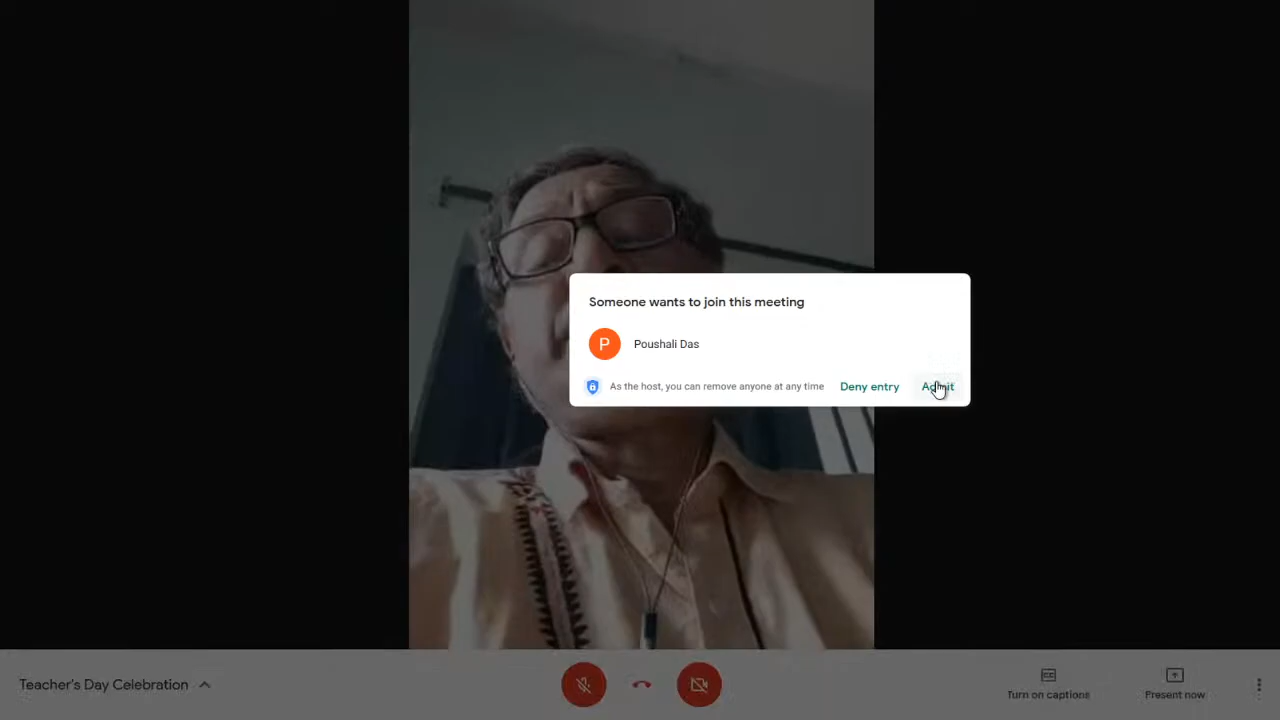 Someone wants to join this meeting
P
Poushali Das
As the host, you can remove anyone at any time
Deny entry
Admit
Teacher's Day Celebration
CC
Turn on captions
Present now